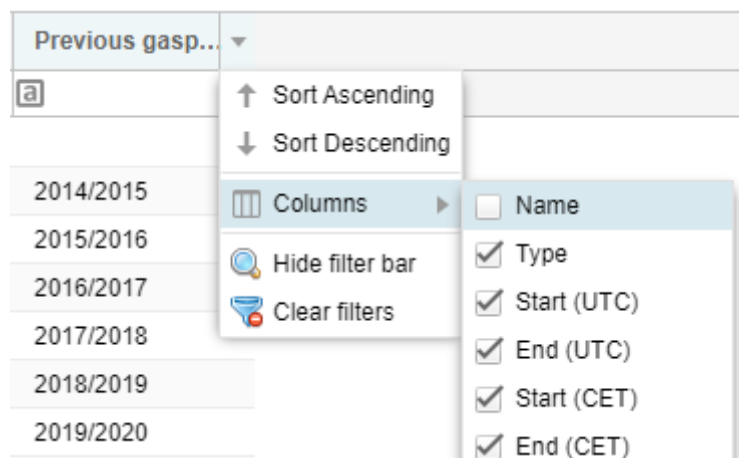 Previous gasp...
a
Sort Ascending
Sort Descending
Columns
Hide filter bar
Clear filters
Name
Type
Start (UTC)
End (UTC)
Start (CET)
End (CET)
2014/2015
2015/2016
2016/2017
2017/2018
2018/2019
2019/2020